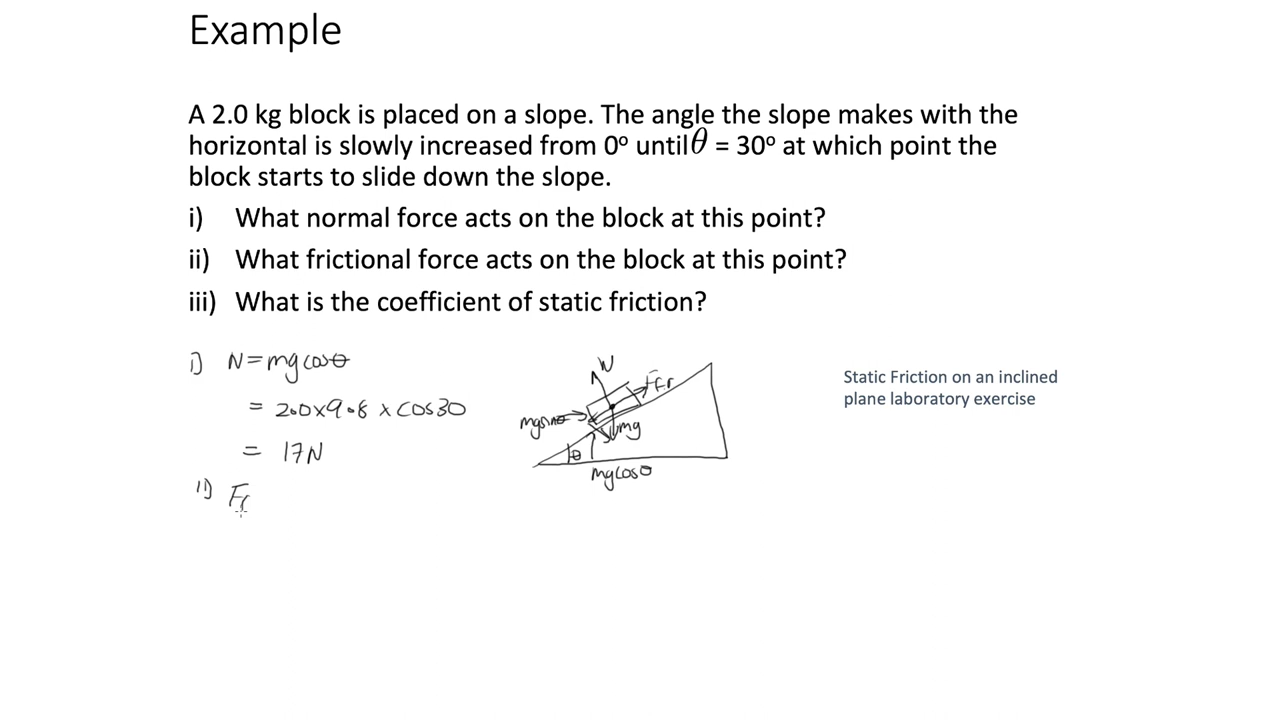 Example
A 2.0 kg block is placed on a slope. The angle the slope makes with the
horizontal is slowly increased from 0° until θ = 30° at which point the
block starts to slide down the slope.
i) What normal force acts on the block at this point?
ii) What frictional force acts on the block at this point?
iii) What is the coefficient of static friction?
i) N = mg cos θ
= 2.0 × 9.8 × cos 30
= 17 N
ii) Ff
N
Ffr
mg sin θ
mg
θ
mg cos θ
Static Friction on an inclined
plane laboratory exercise